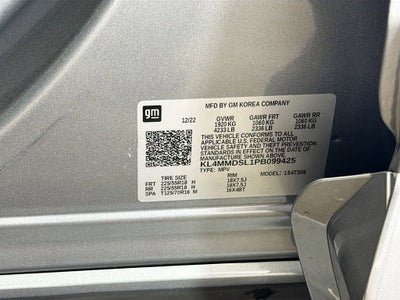 gm
MFD BY GM KOREA COMPANY
12/22 GVWR GAWR FRT GAWR RR
1920 KG 1060 KG 1060 KG
4233 LB 2336 LB 2336 LB
THIS VEHICLE CONFORMS TO ALL
APPLICABLE U.S. FEDERAL MOTOR
VEHICLE SAFETY, BUMPER, AND THEFT
PREVENTION STANDARDS IN EFFECT ON THE
DATE OF MANUFACTURE SHOWN ABOVE.
KL4MMDSL1PB099425
TYPE: MPV MODEL: 1S4TS06
TIRE SIZE RIM
FRT 225/55R18 H 18X7.5J
RR 225/55R18 H 18X7.5J
SPA T125/70R16 M 16X4BT